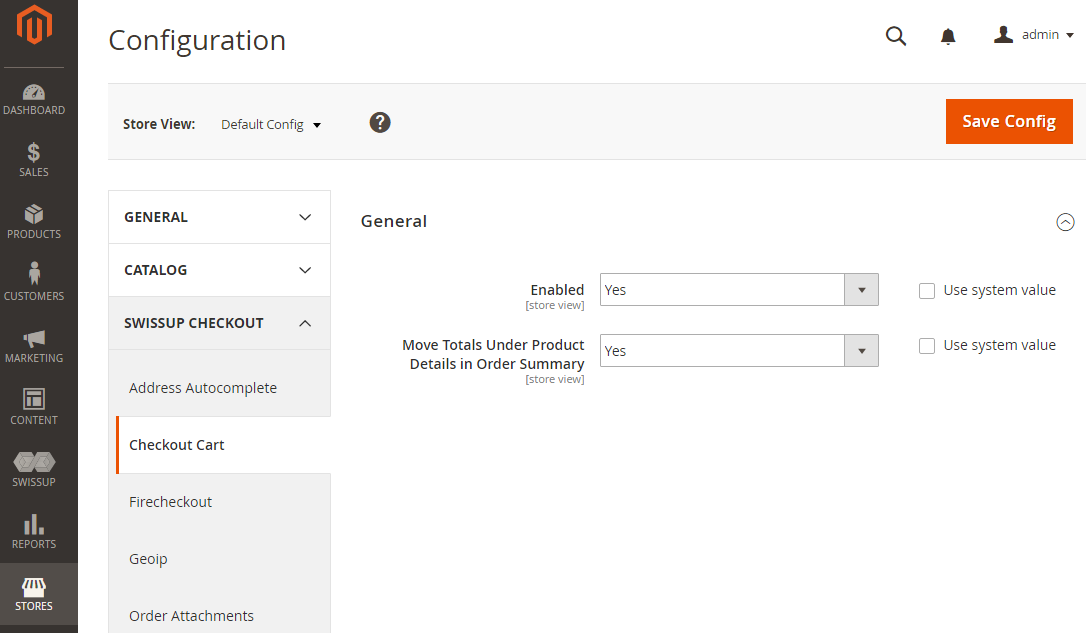 Configuration
admin
DASHBOARD
SALES
PRODUCTS
CUSTOMERS
MARKETING
CONTENT
SWISSUP
REPORTS
STORES
Store View: Default Config ?
Save Config
GENERAL
CATALOG
SWISSUP CHECKOUT
Address Autocomplete
Checkout Cart
Firecheckout
Geoip
Order Attachments
General
Enabled
[store view]
Yes
Use system value
Move Totals Under Product
Details in Order Summary
[store view]
Yes
Use system value